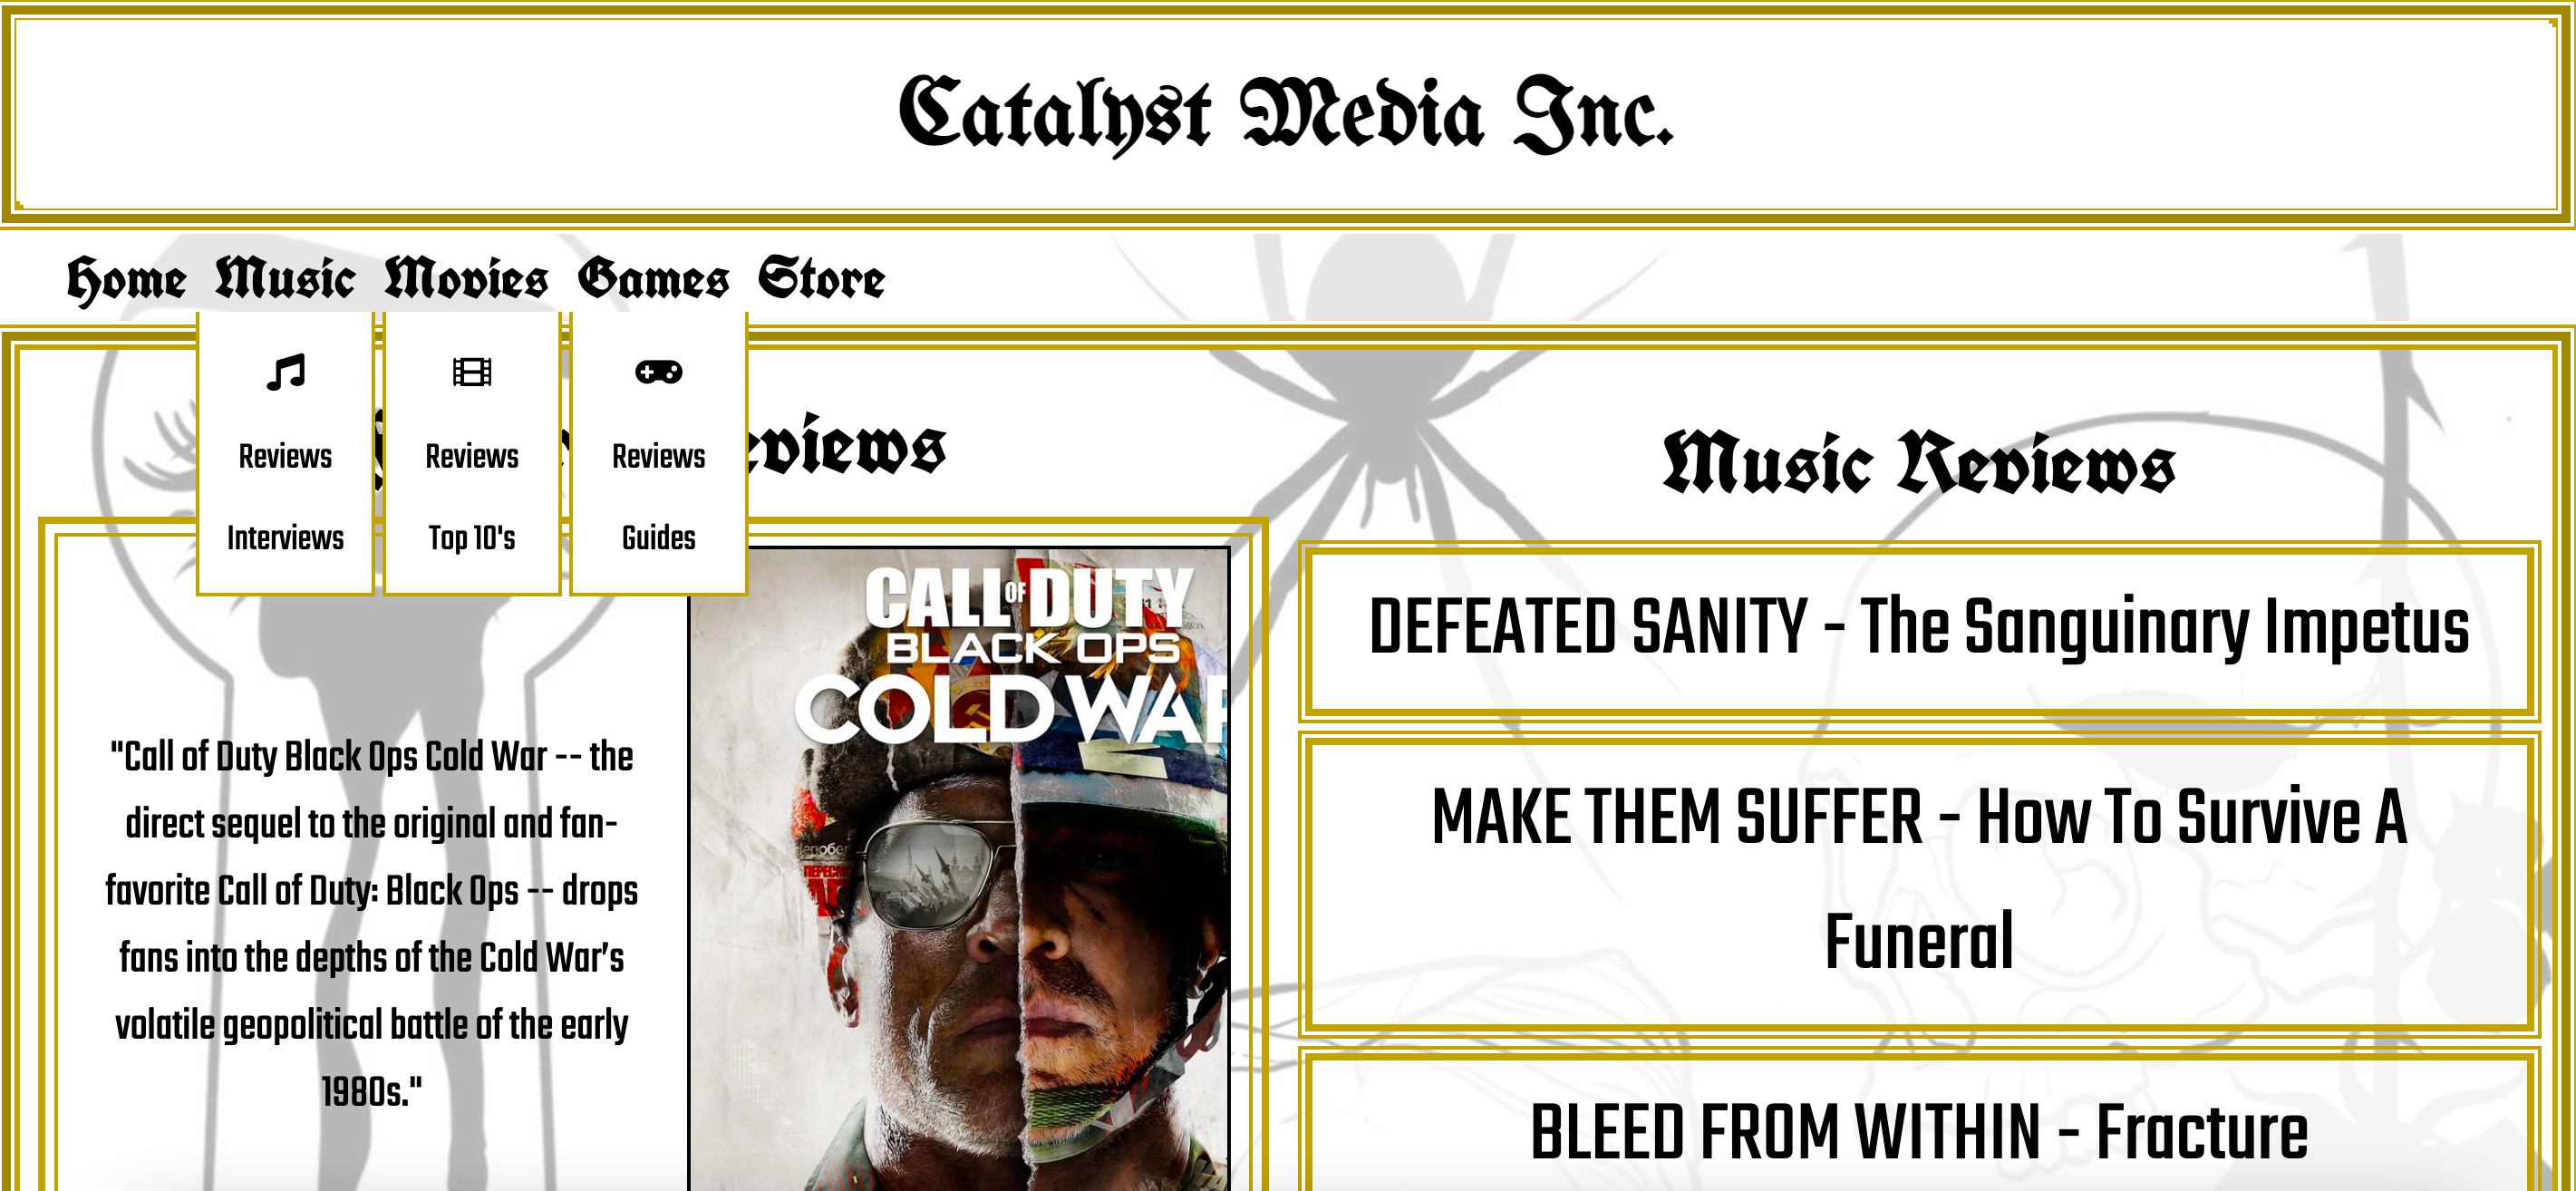 Catalyst Media Inc.
Home Music Movies Games Store
Reviews Reviews Reviews
Interviews Top 10's Guides
eviews
Music Reviews
CALL OF DUTY
BLACK OPS
COLD WAR
"Call of Duty Black Ops Cold War -- the
direct sequel to the original and fan-
favorite Call of Duty: Black Ops -- drops
fans into the depths of the Cold War's
volatile geopolitical battle of the early
1980s."
DEFEATED SANITY - The Sanguinary Impetus
MAKE THEM SUFFER - How To Survive A
Funeral
BLEED FROM WITHIN - Fracture